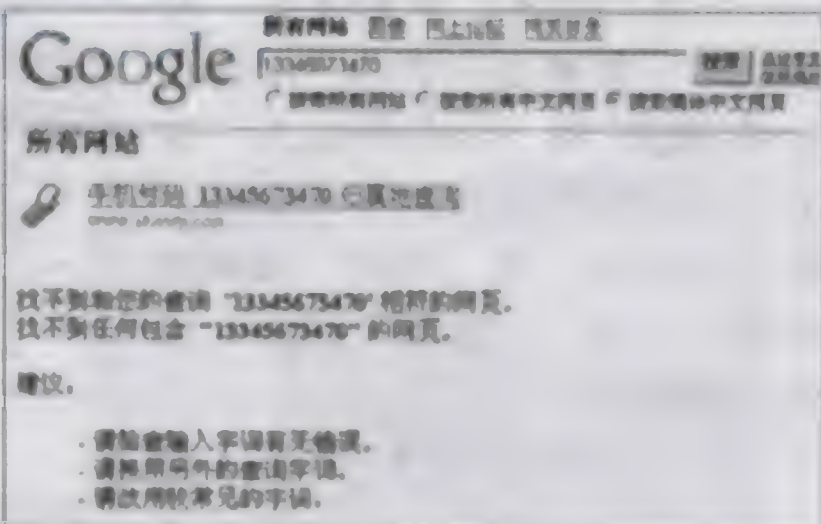 所有网站 图像 网上论坛 网页目录
Google
13345673470
搜索
搜索所有网站 搜索所有中文网页 搜索简体中文网页
所有网站
手机号码 13345673470
找不到和您的查询 "13345673470" 相符的网页。
找不到任何包含 "13345673470" 的网页。
建议。
· 请检查输入字词有无错误。
· 请换用另外的查询字词。
· 请改用较常见的字词。